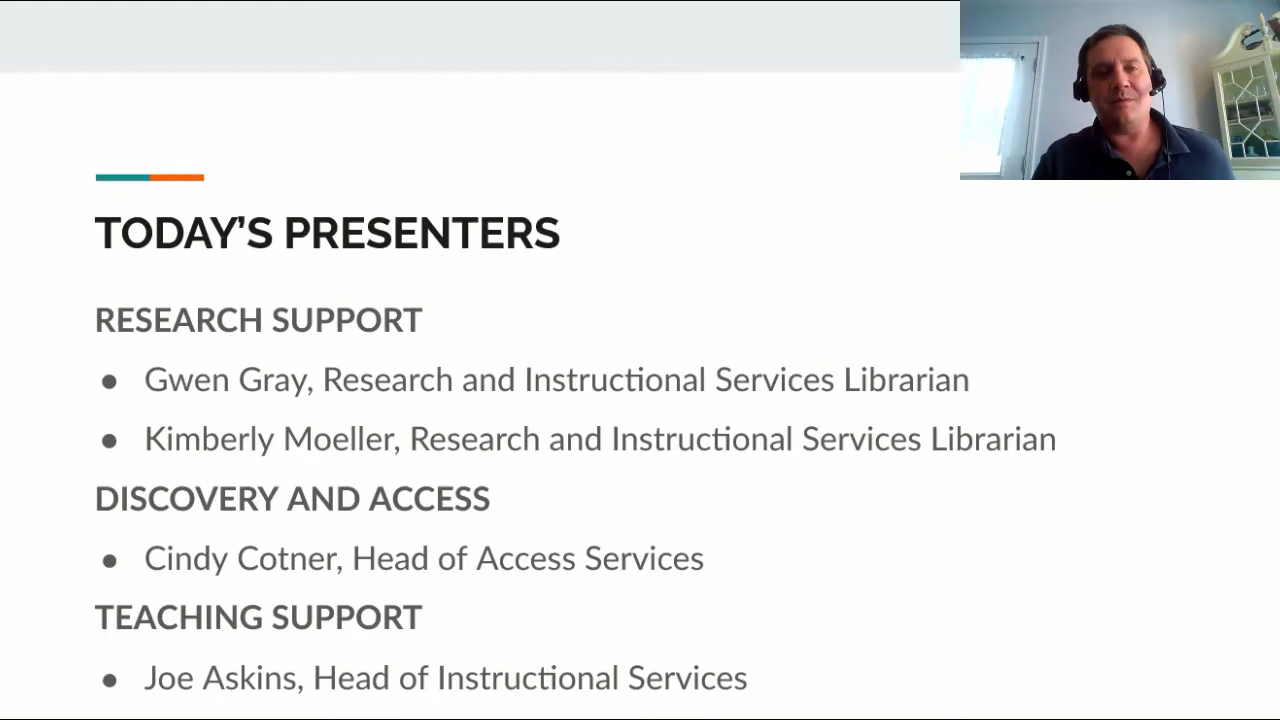 TODAY’S PRESENTERS
RESEARCH SUPPORT
● Gwen Gray, Research and Instructional Services Librarian
● Kimberly Moeller, Research and Instructional Services Librarian
DISCOVERY AND ACCESS
● Cindy Cotner, Head of Access Services
TEACHING SUPPORT
● Joe Askins, Head of Instructional Services